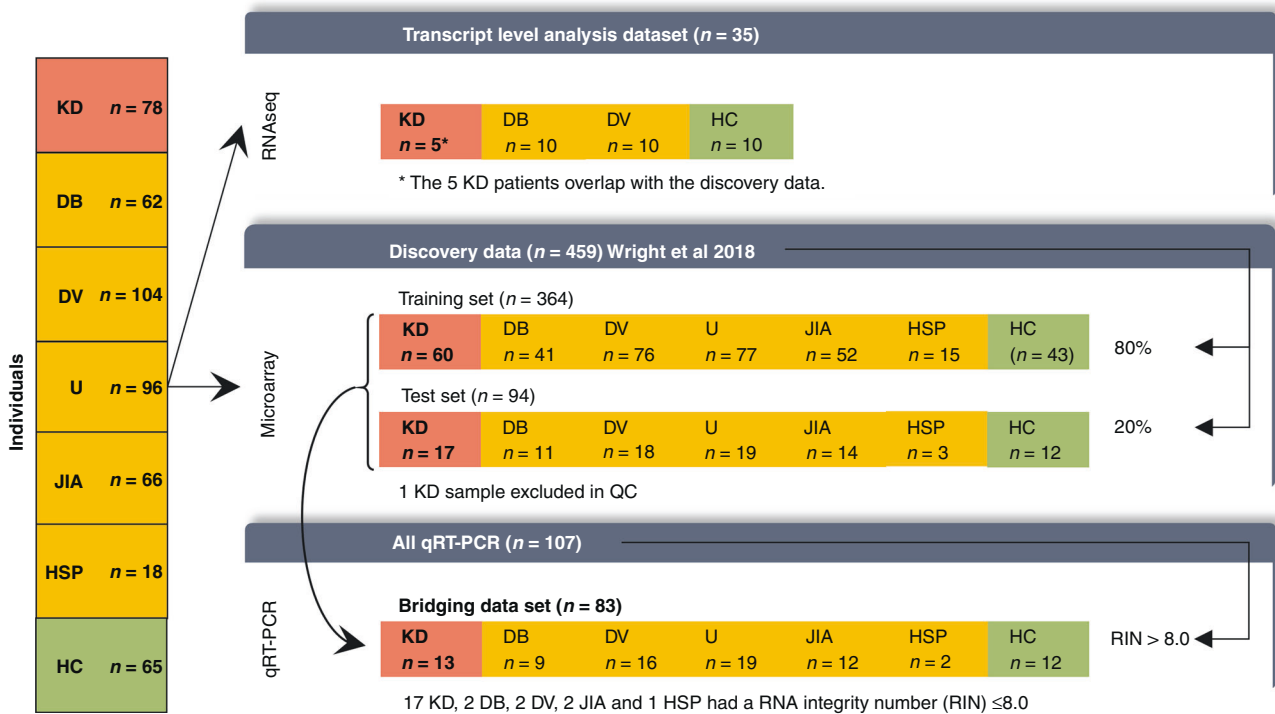 Individuals
KD n = 78
DB n = 62
DV n = 104
U n = 96
JIA n = 66
HSP n = 18
HC n = 65
Transcript level analysis dataset (n = 35)
RNAseq
KD DB DV HC
n = 5* n = 10 n = 10 n = 10
* The 5 KD patients overlap with the discovery data.
Discovery data (n = 459) Wright et al 2018
Microarray
Training set (n = 364)
KD DB DV U JIA HSP HC
n = 60 n = 41 n = 76 n = 77 n = 52 n = 15 (n = 43)
80%
Test set (n = 94)
KD DB DV U JIA HSP HC
n = 17 n = 11 n = 18 n = 19 n = 14 n = 3 n = 12
20%
1 KD sample excluded in QC
All qRT-PCR (n = 107)
qRT-PCR
Bridging data set (n = 83)
KD DB DV U JIA HSP HC
n = 13 n = 9 n = 16 n = 19 n = 12 n = 2 n = 12
RIN > 8.0
17 KD, 2 DB, 2 DV, 2 JIA and 1 HSP had a RNA integrity number (RIN) ≤8.0